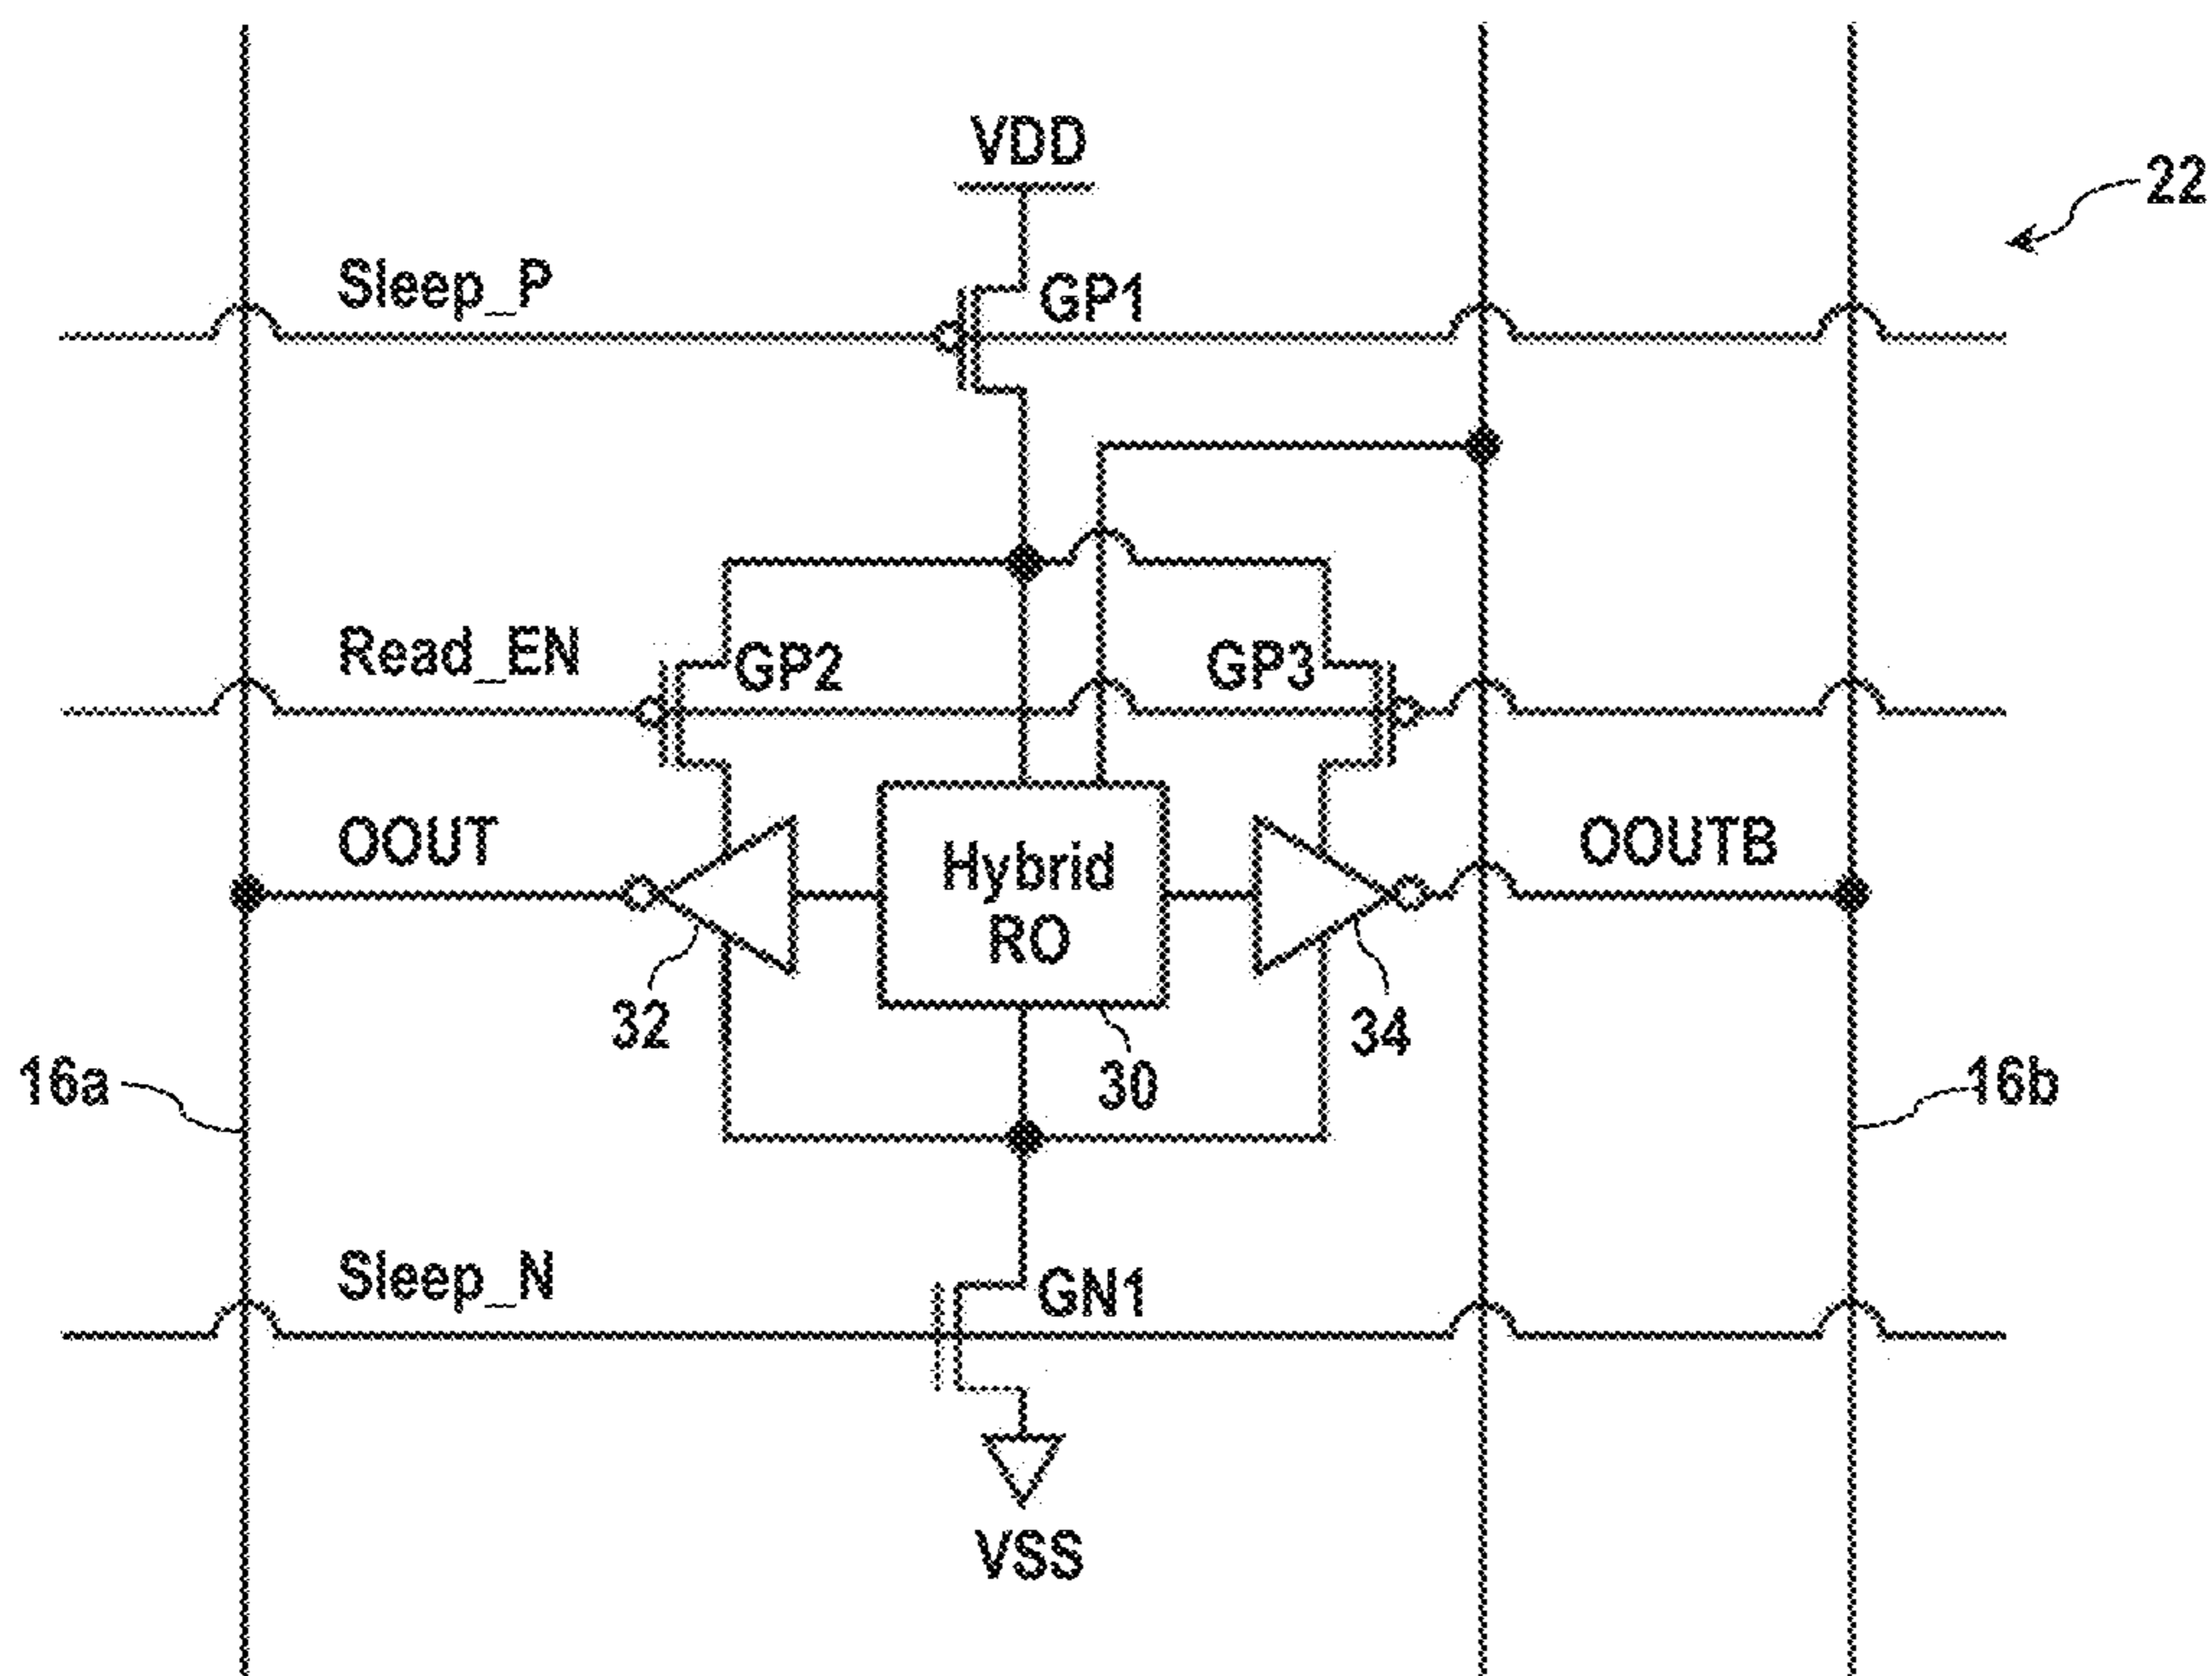 VDD
22
Sleep_P
GP1
Read_EN
GP2
GP3
OOUT
Hybrid
RO
OOUTB
32
34
16a
30
16b
Sleep_N
GN1
VSS